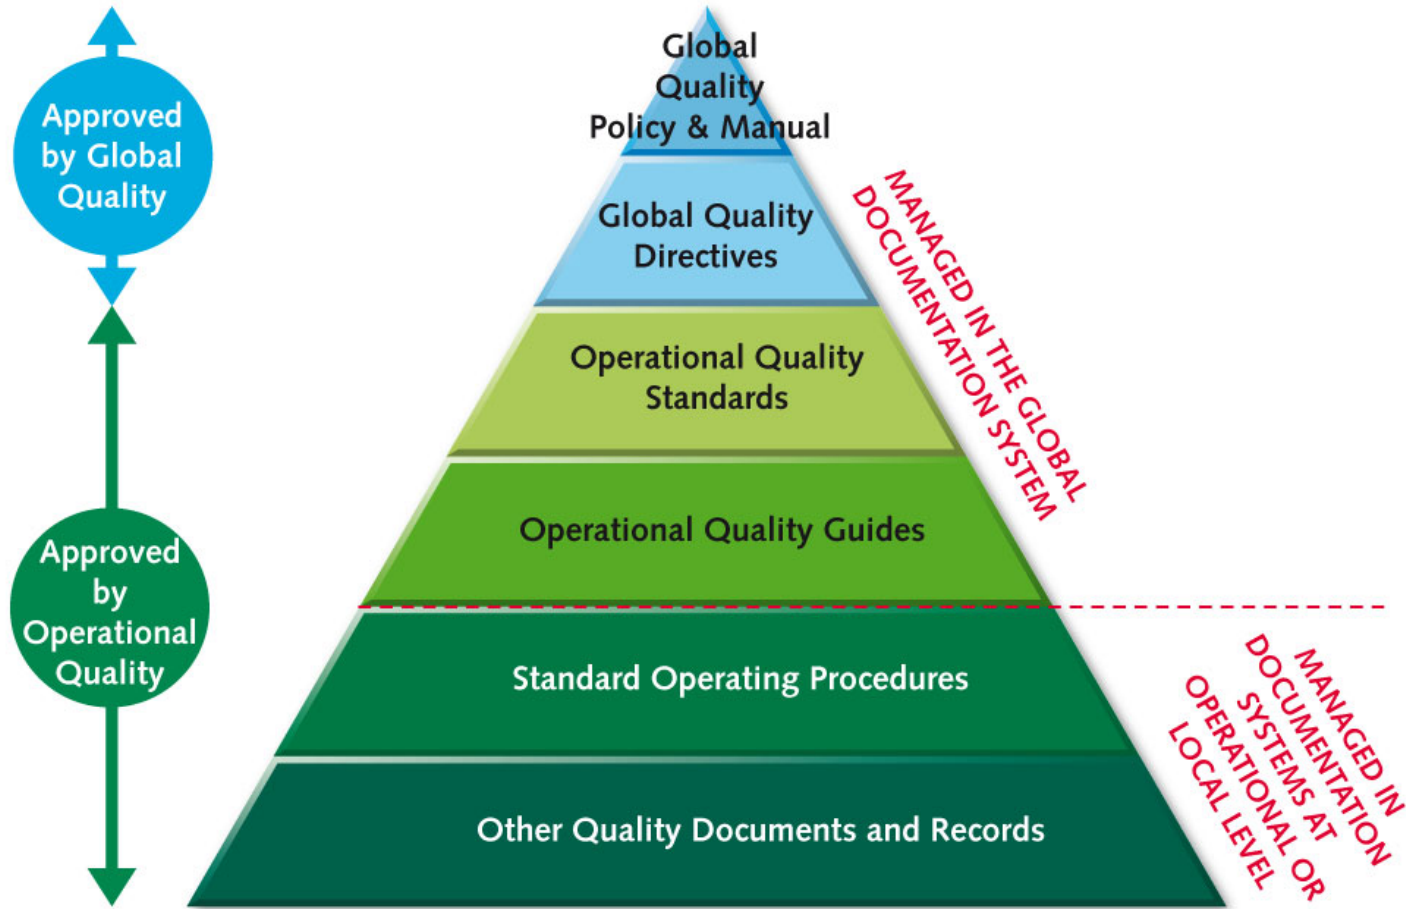 Approved
by Global
Quality
Global
Quality
Policy & Manual
Global Quality
Directives
MANAGED IN THE GLOBAL
DOCUMENTATION SYSTEM
Operational Quality
Standards
Operational Quality Guides
Approved
by
Operational
Quality
Standard Operating Procedures
MANAGED IN
DOCUMENTATION
SYSTEMS AT
OPERATIONAL OR
LOCAL LEVEL
Other Quality Documents and Records